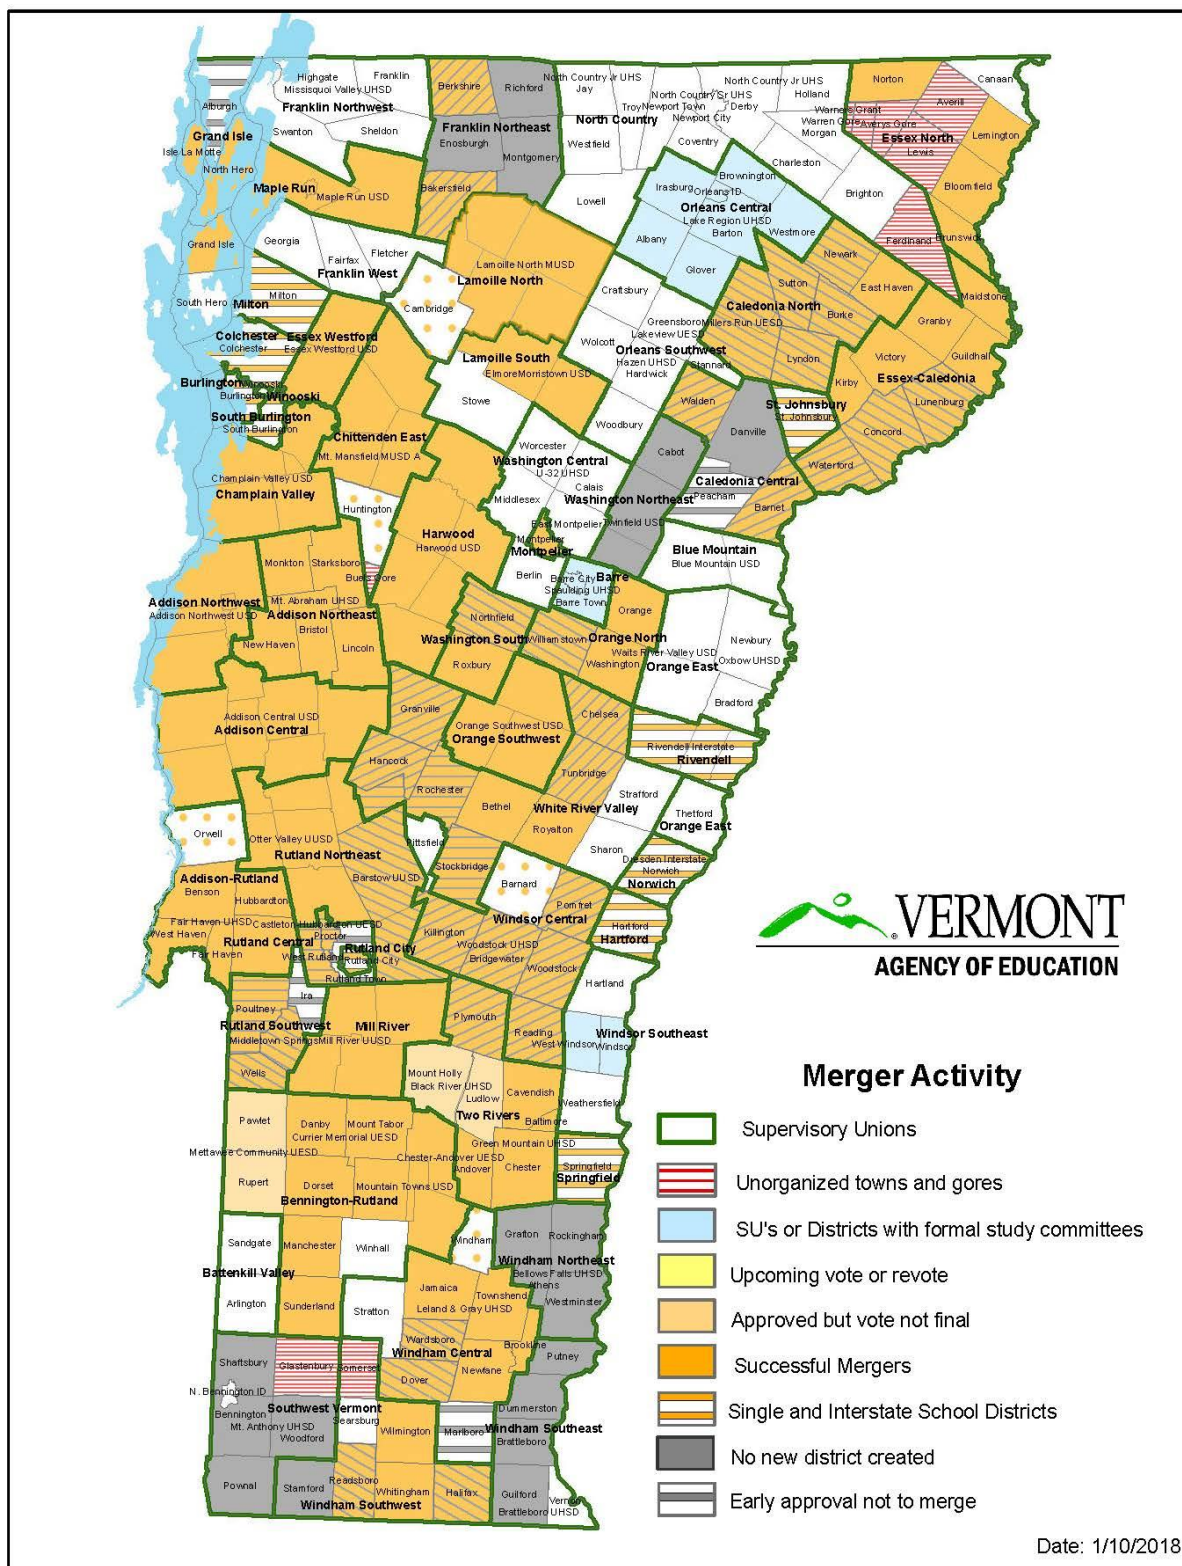 Highgate
Franklin
Missisquoi Valley UHSD
Franklin Northwest
Swanton
Sheldon
Alburgh
Grand Isle
Isle La Motte
North Hero
Berkshire
Richford
Franklin Northeast
Enosburgh
Montgomery
Bakersfield
North Country Jr UHS
Jay
North Country
Troy
Newport Town
North Country Sr UHS
Derby
Newport City
North Country Jr UHS
Holland
Westfield
Coventry
Lowell
Warners Grant
Warren Gore
Morgan
Charleston
Brighton
Norton
Averill
Canaan
Averys Gore
Essex North
Lewis
Lemington
Bloomfield
Brunswick
Ferdinand
Maple Run
Maple Run USD
Grand Isle
Georgia
Fairfax
Fletcher
Franklin West
South Hero
Milton
Milton
Cambridge
Lamoille North MUSD
Lamoille North
Irasburg
Brownington
Orleans ID
Orleans Central
Lake Region UHSD
Barton
Westmore
Albany
Glover
Newark
Sutton
East Haven
Caledonia North
Millers Run UESD
Burke
Lyndon
Maidstone
Granby
Guildhall
Victory
Essex-Caledonia
Kirby
Lunenburg
Concord
Waterford
Craftsbury
Greensboro
Lakeview UESD
Wolcott
Orleans Southwest
Hazen UHSD
Hardwick
Stannard
Woodbury
Walden
Danville
St. Johnsbury
St. Johnsbury
Colchester
Colchester
Essex Westford
Essex Westford USD
Burlington
Burlington
Winooski
Winooski
South Burlington
South Burlington
Lamoille South
ElmoreMorristown USD
Stowe
Chittenden East
Mt. Mansfield MUSD A
Champlain Valley USD
Champlain Valley
Huntington
Worcester
Washington Central
U-32 UHSD
Calais
Middlesex
East Montpelier
Montpelier
Montpelier
Berlin
Cabot
Washington Northeast
Twinfield USD
Caledonia Central
Peacham
Barnet
Blue Mountain
Blue Mountain USD
Harwood
Harwood USD
Buels Gore
Barre City
Barre
Spaulding UHSD
Barre Town
Monkton
Starksboro
Mt. Abraham UHSD
Addison Northwest
Addison Northwest USD
Addison Northeast
Bristol
New Haven
Lincoln
Northfield
Washington South
Roxbury
Williamstown
Orange
Orange North
Waits River Valley USD
Washington
Newbury
Oxbow UHSD
Orange East
Bradford
Addison Central USD
Addison Central
Granville
Hancock
Rochester
Orange Southwest USD
Orange Southwest
Chelsea
Tunbridge
Rivendell Interstate
Rivendell
Strafford
White River Valley
Bethel
Royalton
Sharon
Thetford
Orange East
Orwell
Otter Valley UUSD
Rutland Northeast
Pittsfield
Stockbridge
Barstow UUSD
Barnard
Dresden Interstate
Norwich
Norwich
Addison-Rutland
Benson
Hubbardton
Fair Haven UHSD
West Haven
Fair Haven
Castleton-Hubbardton UESD
Proctor
Rutland Central
West Rutland
Rutland City
Rutland City
Rutland Town
Killington
Pomfret
Windsor Central
Woodstock UHSD
Bridgewater
Woodstock
Hartford
Hartford
Hartland
VERMONT
AGENCY OF EDUCATION
Poultney
Ira
Rutland Southwest
Middletown Springs
Wells
Mill River
Mill River UUSD
Plymouth
Reading
West Windsor
Windsor
Windsor Southeast
Weathersfield
Mount Holly
Black River UHSD
Ludlow
Two Rivers
Cavendish
Baltimore
Green Mountain UHSD
Chester-Andover UESD
Andover
Chester
Springfield
Springfield
Pawlet
Mettawee Community UESD
Rupert
Danby
Mount Tabor
Currier Memorial UESD
Dorset
Mountain Towns USD
Bennington-Rutland
Sandgate
Battenkill Valley
Arlington
Manchester
Sunderland
Winhall
Stratton
Windham
Grafton
Rockingham
Windham Northeast
Bellows Falls UHSD
Athens
Westminster
Jamaica
Townshend
Leland & Gray UHSD
Wardsboro
Windham Central
Brookline
Dover
Newfane
Putney
Dummerston
Windham Southeast
Brattleboro
Marlboro
Shaftsbury
Glastenbury
Somerset
N. Bennington ID
Bennington
Southwest Vermont
Mt. Anthony UHSD
Searsburg
Woodford
Pownal
Stamford
Wilmington
Readsboro
Whitingham
Halifax
Windham Southwest
Guilford
Brattleboro UHSD
Merger Activity
Supervisory Unions
Unorganized towns and gores
SU's or Districts with formal study committees
Upcoming vote or revote
Approved but vote not final
Successful Mergers
Single and Interstate School Districts
No new district created
Early approval not to merge
Date: 1/10/2018